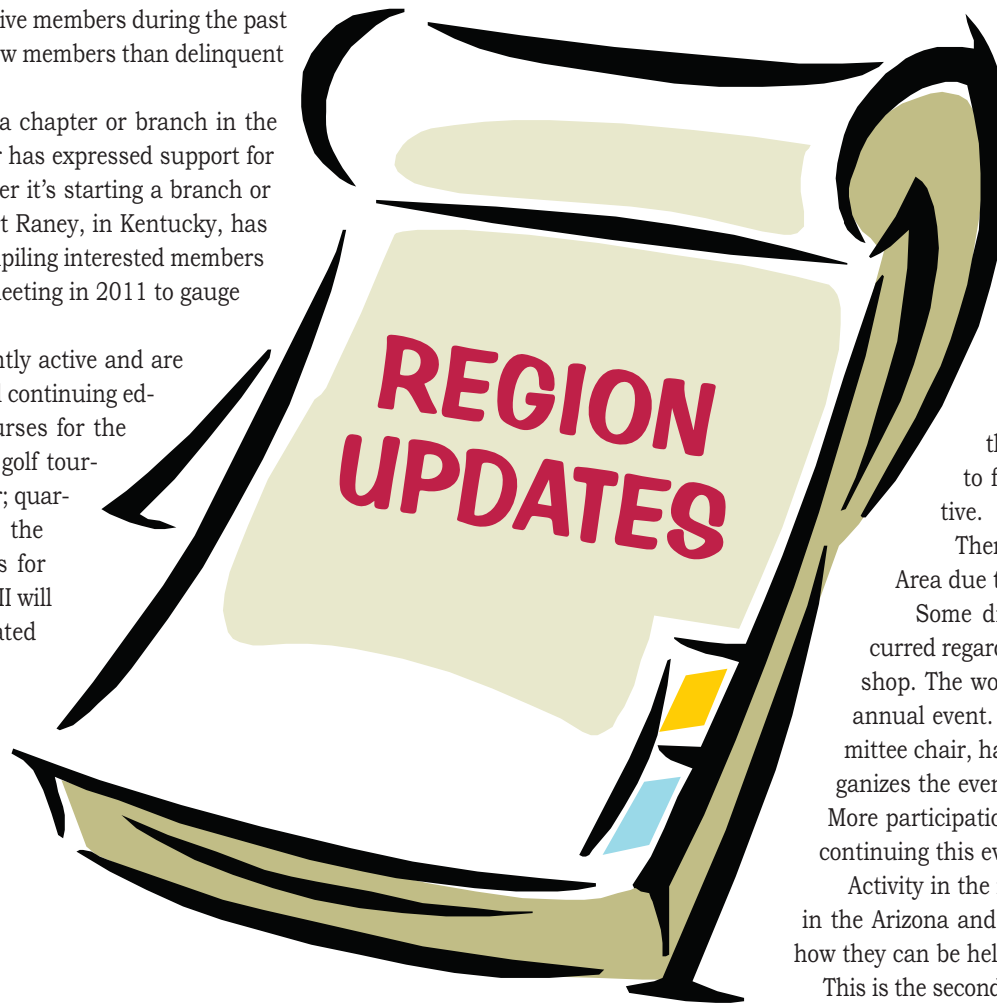 ive members during the past
w members than delinquent
a chapter or branch in the
r has expressed support for
er it's starting a branch or
t Raney, in Kentucky, has
piling interested members
eeting in 2011 to gauge
ntly active and are
l continuing ed-
urses for the
golf tour-
r; quar-
the
s for
II will
ated
REGION
UPDATES
th
to f
tive.
Ther
Area due t
Some di
curred regard
shop. The wo
annual event.
mittee chair, ha
ganizes the even
More participatio
continuing this ev
Activity in the
in the Arizona and
how they can be hel
This is the second